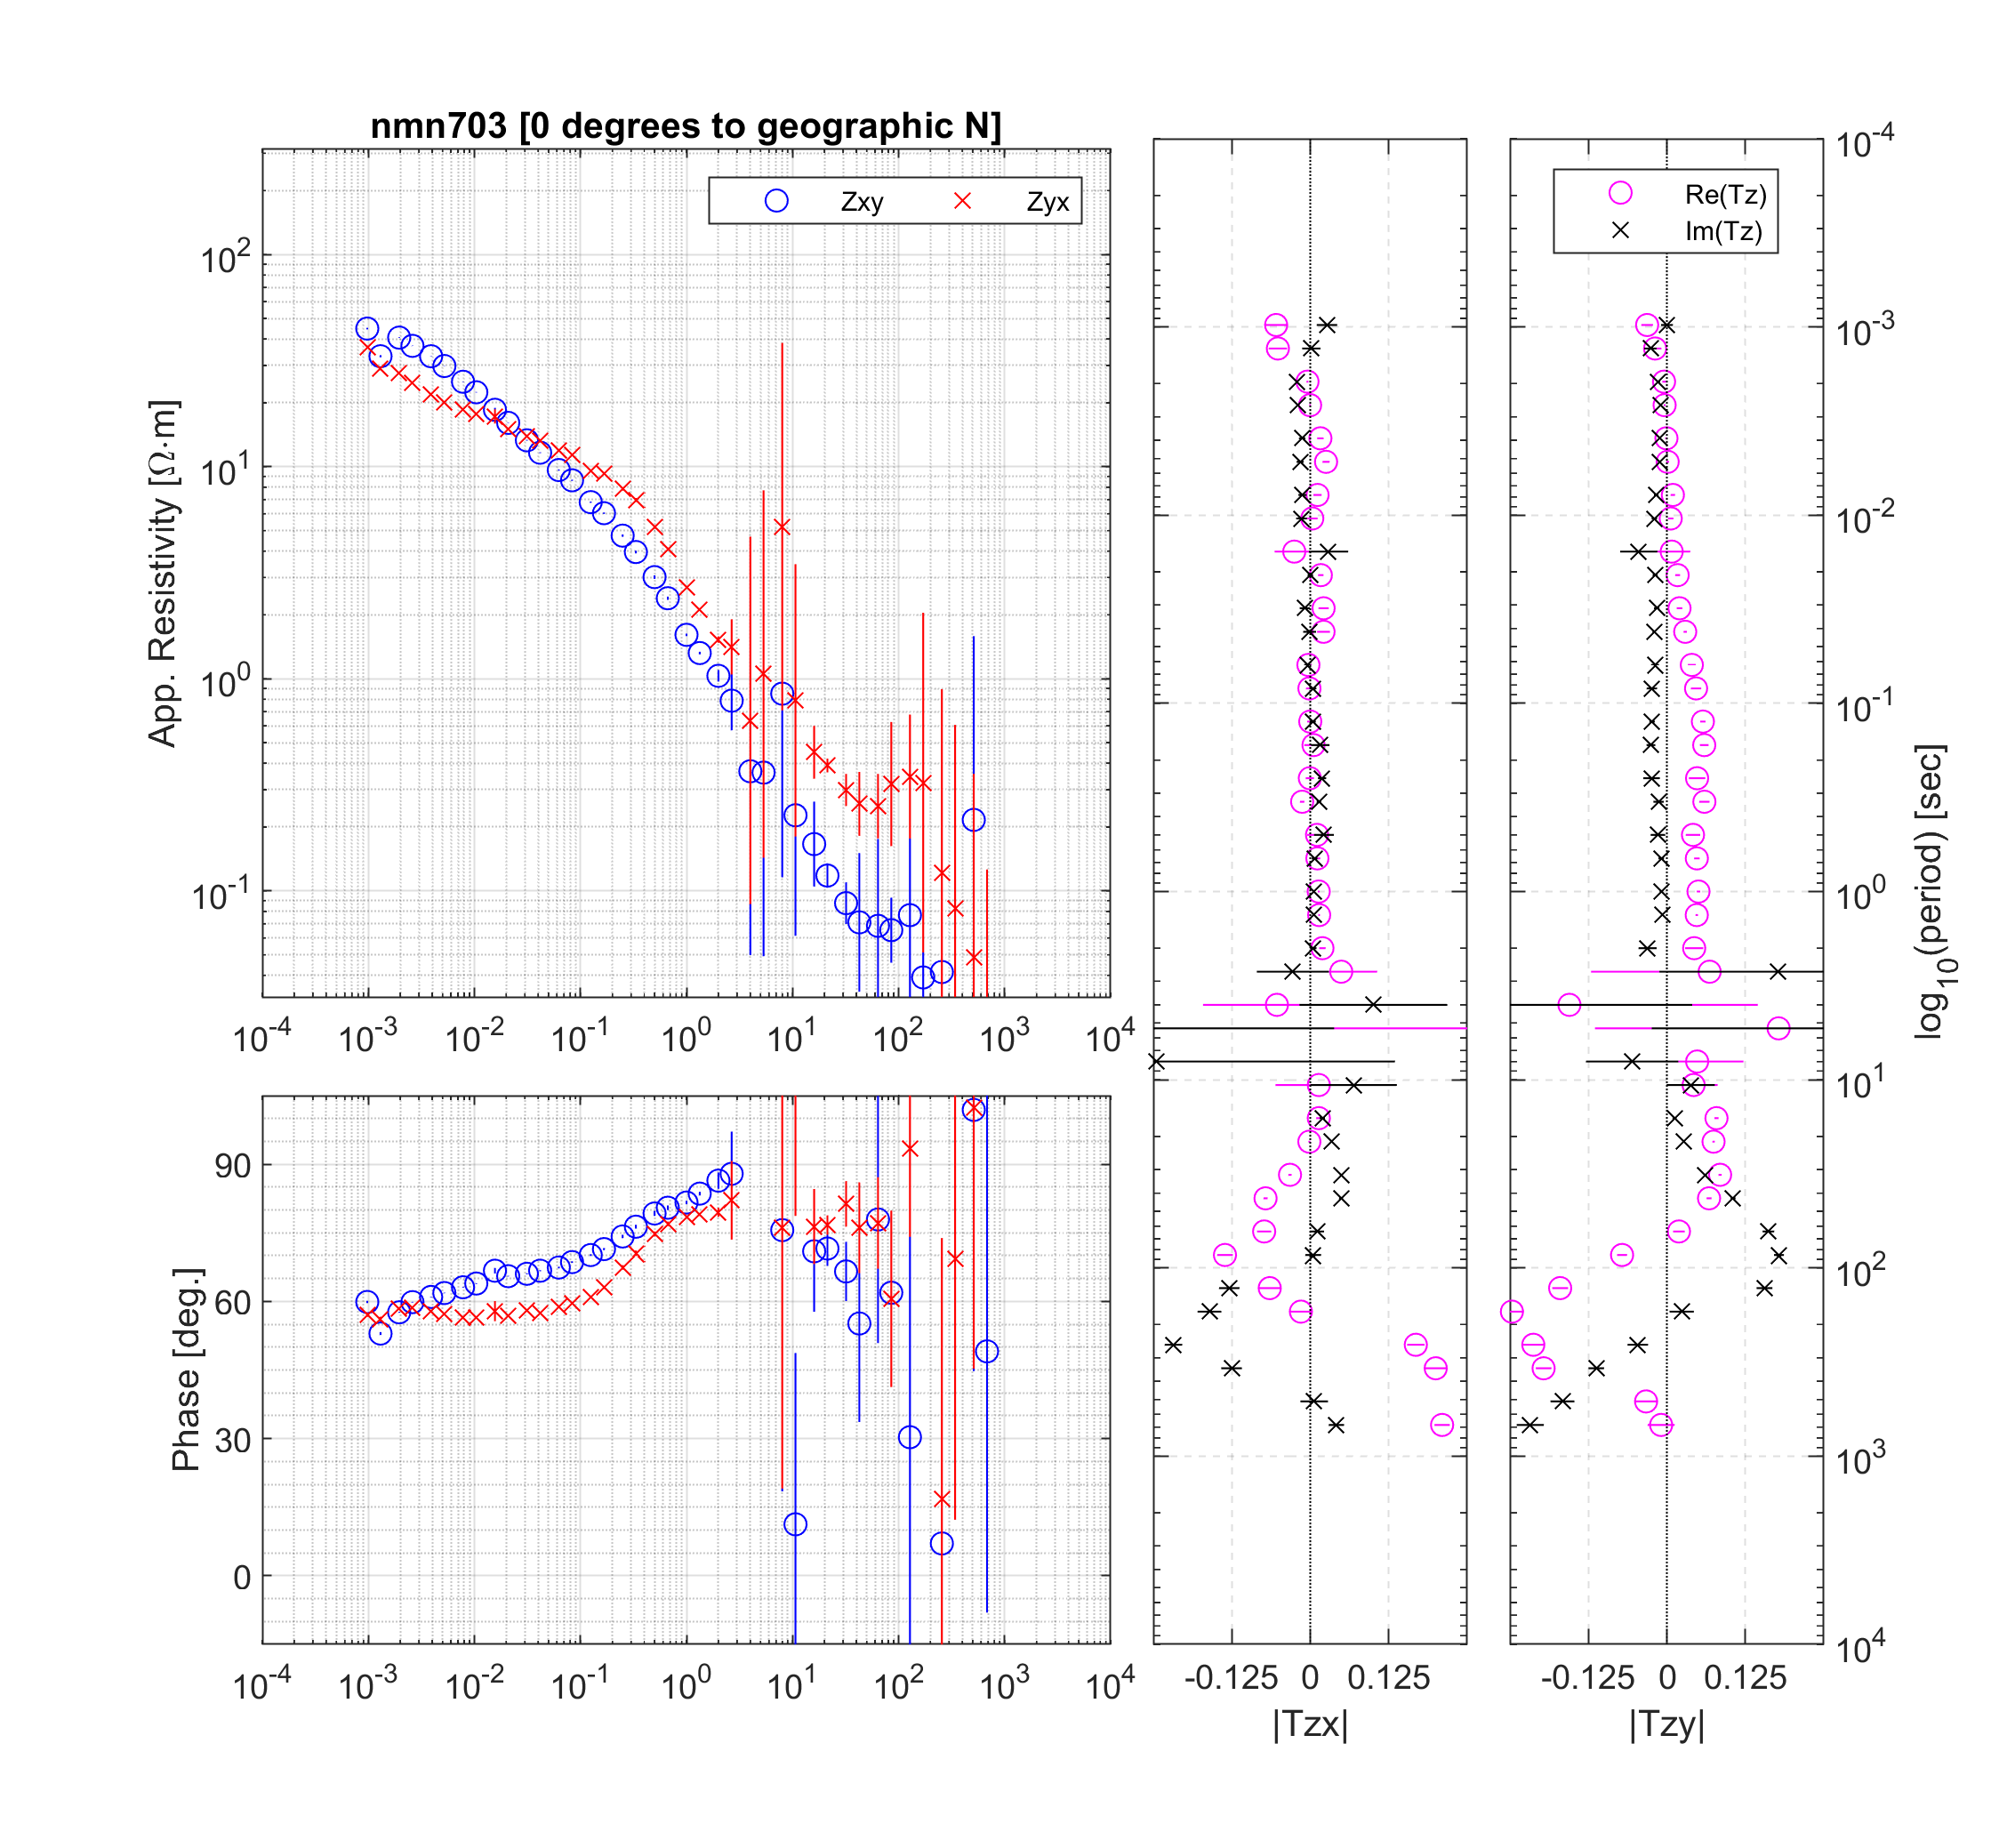 nmn703 [0 degrees to geographic N]
Zxy Zyx
App. Resistivity [Ω·m]
10^2
10^1
10^0
10^-1
10^-4 10^-3 10^-2 10^-1 10^0 10^1 10^2 10^3 10^4
Phase [deg.]
90
60
30
0
10^-4 10^-3 10^-2 10^-1 10^0 10^1 10^2 10^3 10^4
-0.125 0 0.125
|Tzx|
Re(Tz)
Im(Tz)
-0.125 0 0.125
|Tzy|
10^-4
10^-3
10^-2
10^-1
10^0
10^1
10^2
10^3
10^4
log10(period) [sec]